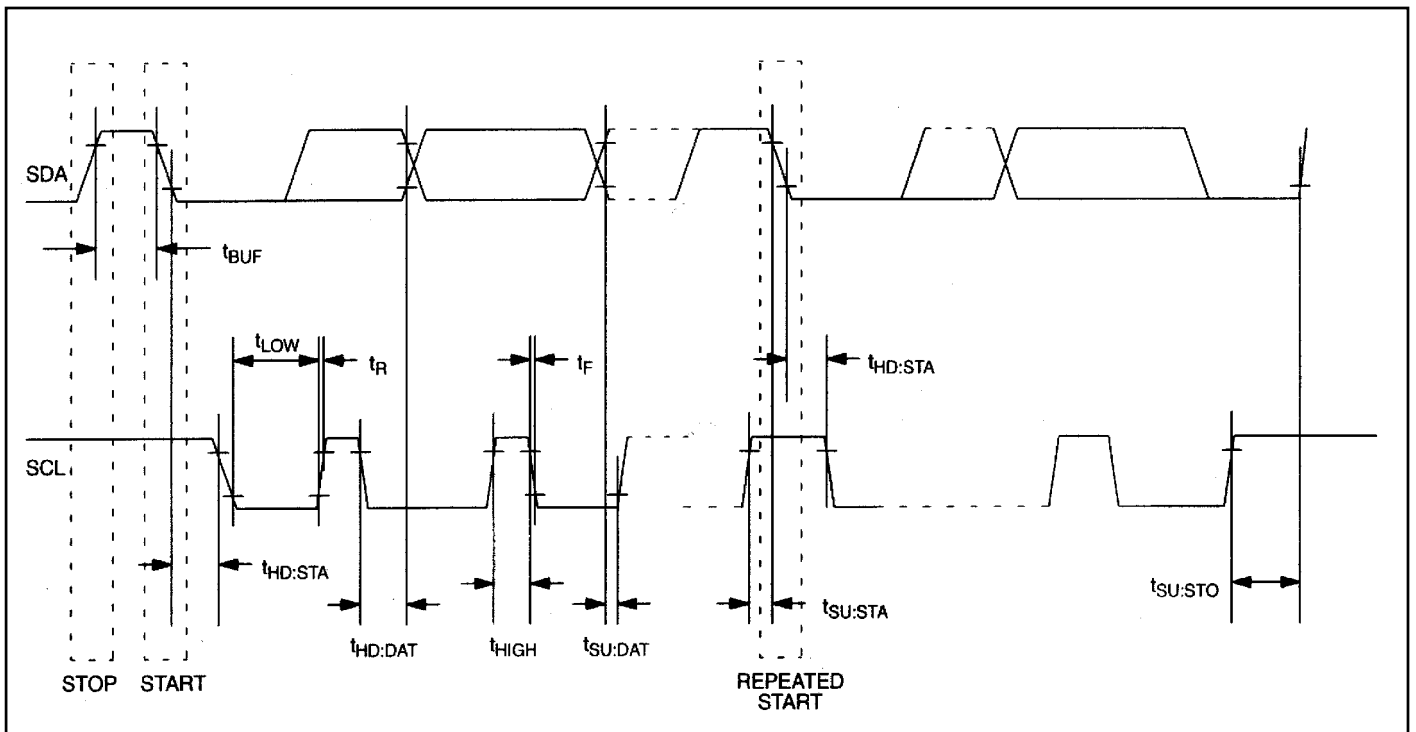 SDA
tBUF
tLOW
tR
tF
tHD:STA
SCL
tHD:STA
tSU:STA
tSU:STO
tHD:DAT
tHIGH
tSU:DAT
STOP
START
REPEATED
START